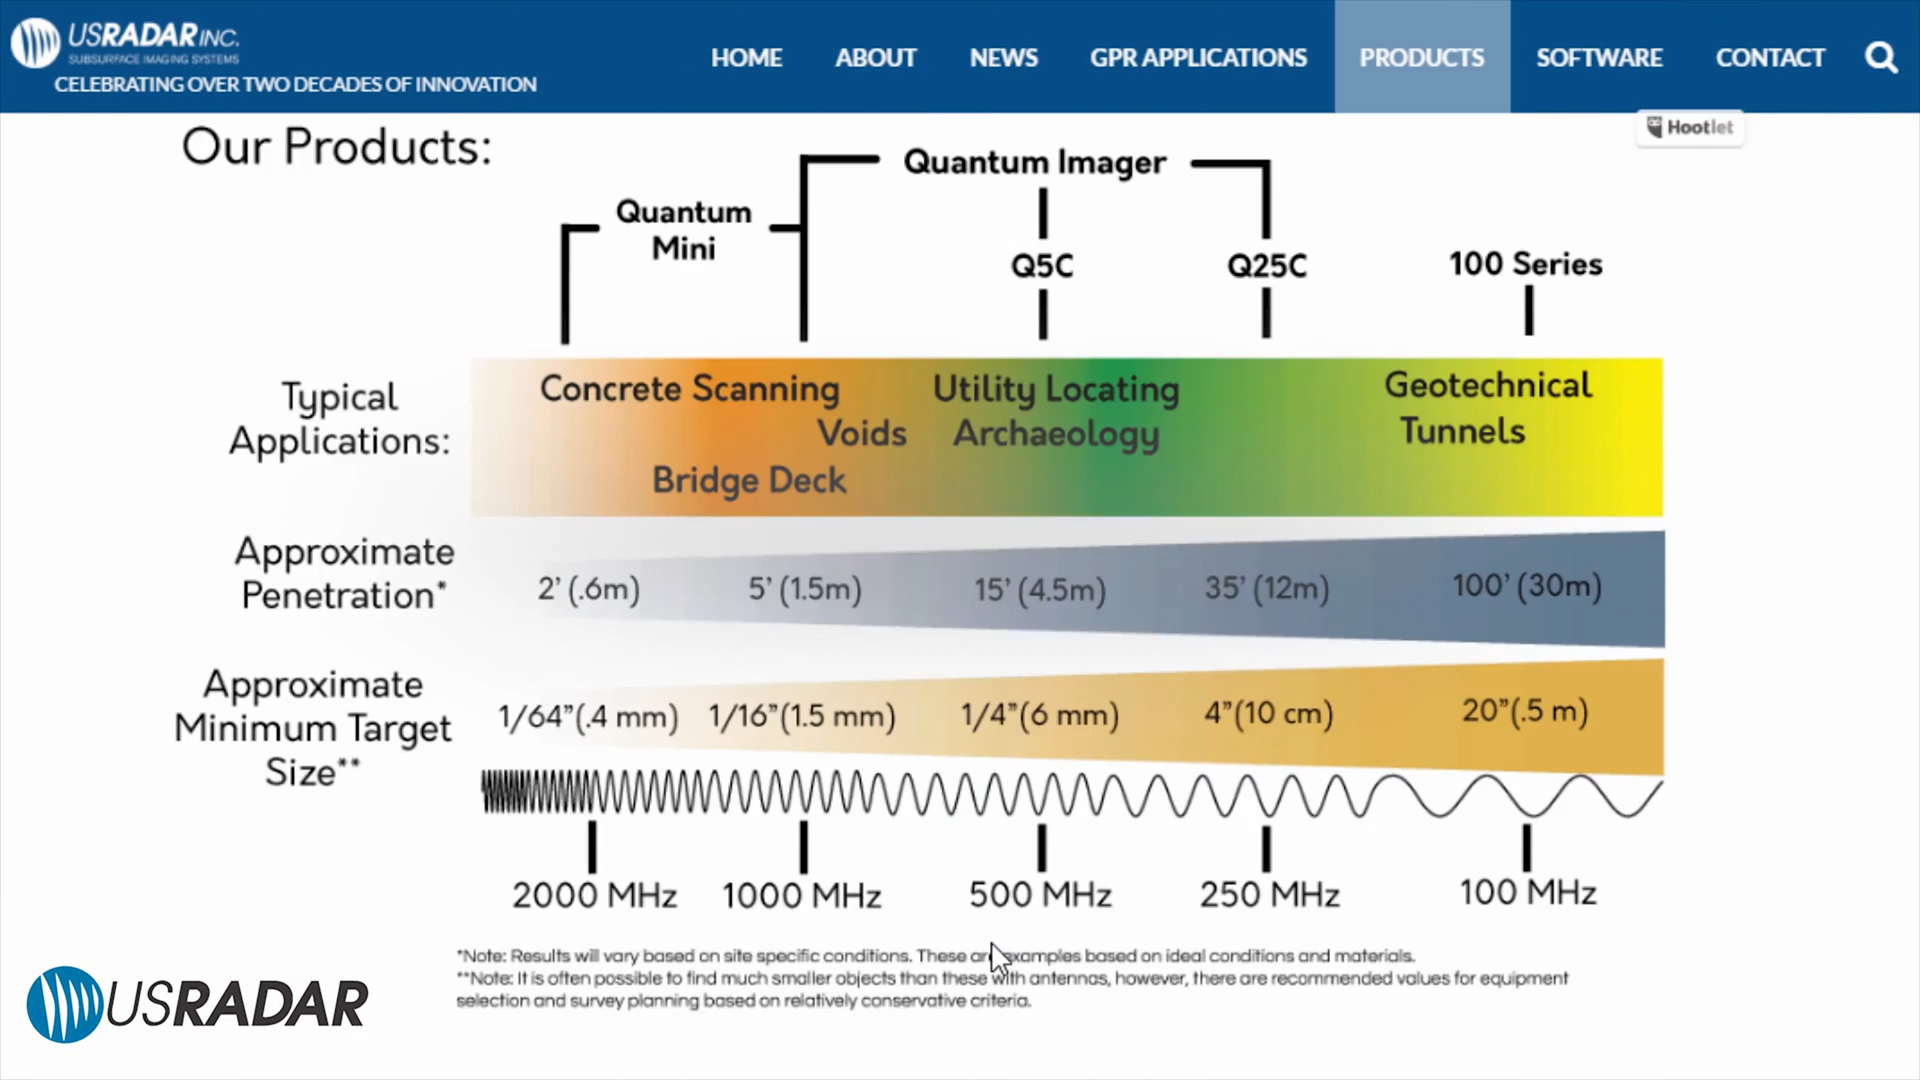 USRADAR INC.
SUBSURFACE IMAGING SYSTEMS
CELEBRATING OVER TWO DECADES OF INNOVATION
HOME ABOUT NEWS GPR APPLICATIONS PRODUCTS SOFTWARE CONTACT
Hootlet
Our Products:
Quantum Imager
Quantum
Mini
Q5C Q25C 100 Series
Typical
Applications:
Concrete Scanning Utility Locating Geotechnical
Voids Archaeology Tunnels
Bridge Deck
Approximate
Penetration*
2’ (.6m) 5’ (1.5m) 15’ (4.5m) 35’ (12m) 100’ (30m)
Approximate
Minimum Target
Size**
1/64”(.4 mm) 1/16”(1.5 mm) 1/4”(6 mm) 4”(10 cm) 20”(.5 m)
2000 MHz 1000 MHz 500 MHz 250 MHz 100 MHz
*Note: Results will vary based on site specific conditions. These are examples based on ideal conditions and materials.
**Note: It is often possible to find much smaller objects than these with antennas, however, there are recommended values for equipment
selection and survey planning based on relatively conservative criteria.
USRADAR